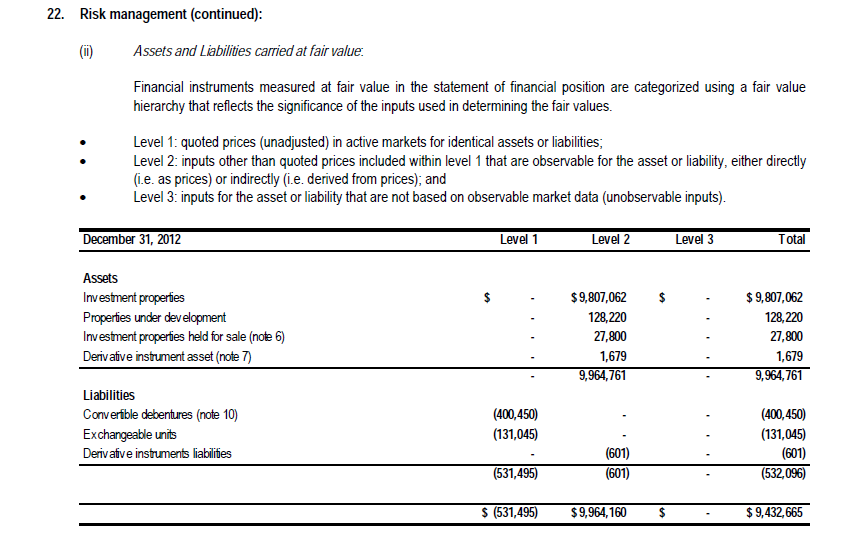 22. Risk management (continued):
(ii) Assets and Liabilities carried at fair value:
Financial instruments measured at fair value in the statement of financial position are categorized using a fair value
hierarchy that reflects the significance of the inputs used in determining the fair values.
• Level 1: quoted prices (unadjusted) in active markets for identical assets or liabilities;
• Level 2: inputs other than quoted prices included within level 1 that are observable for the asset or liability, either directly
(i.e. as prices) or indirectly (i.e. derived from prices); and
• Level 3: inputs for the asset or liability that are not based on observable market data (unobservable inputs).
December 31, 2012 Level 1 Level 2 Level 3 Total
Assets
Investment properties $ - $ 9,807,062 $ - $ 9,807,062
Properties under development - 128,220 - 128,220
Investment properties held for sale (note 6) - 27,800 - 27,800
Derivative instrument asset (note 7) - 1,679 - 1,679
- 9,964,761 - 9,964,761
Liabilities
Convertible debentures (note 10) (400,450) - - (400,450)
Exchangeable units (131,045) - - (131,045)
Derivative instruments liabilities - (601) - (601)
(531,495) (601) - (532,096)
$ (531,495) $ 9,964,160 $ - $ 9,432,665